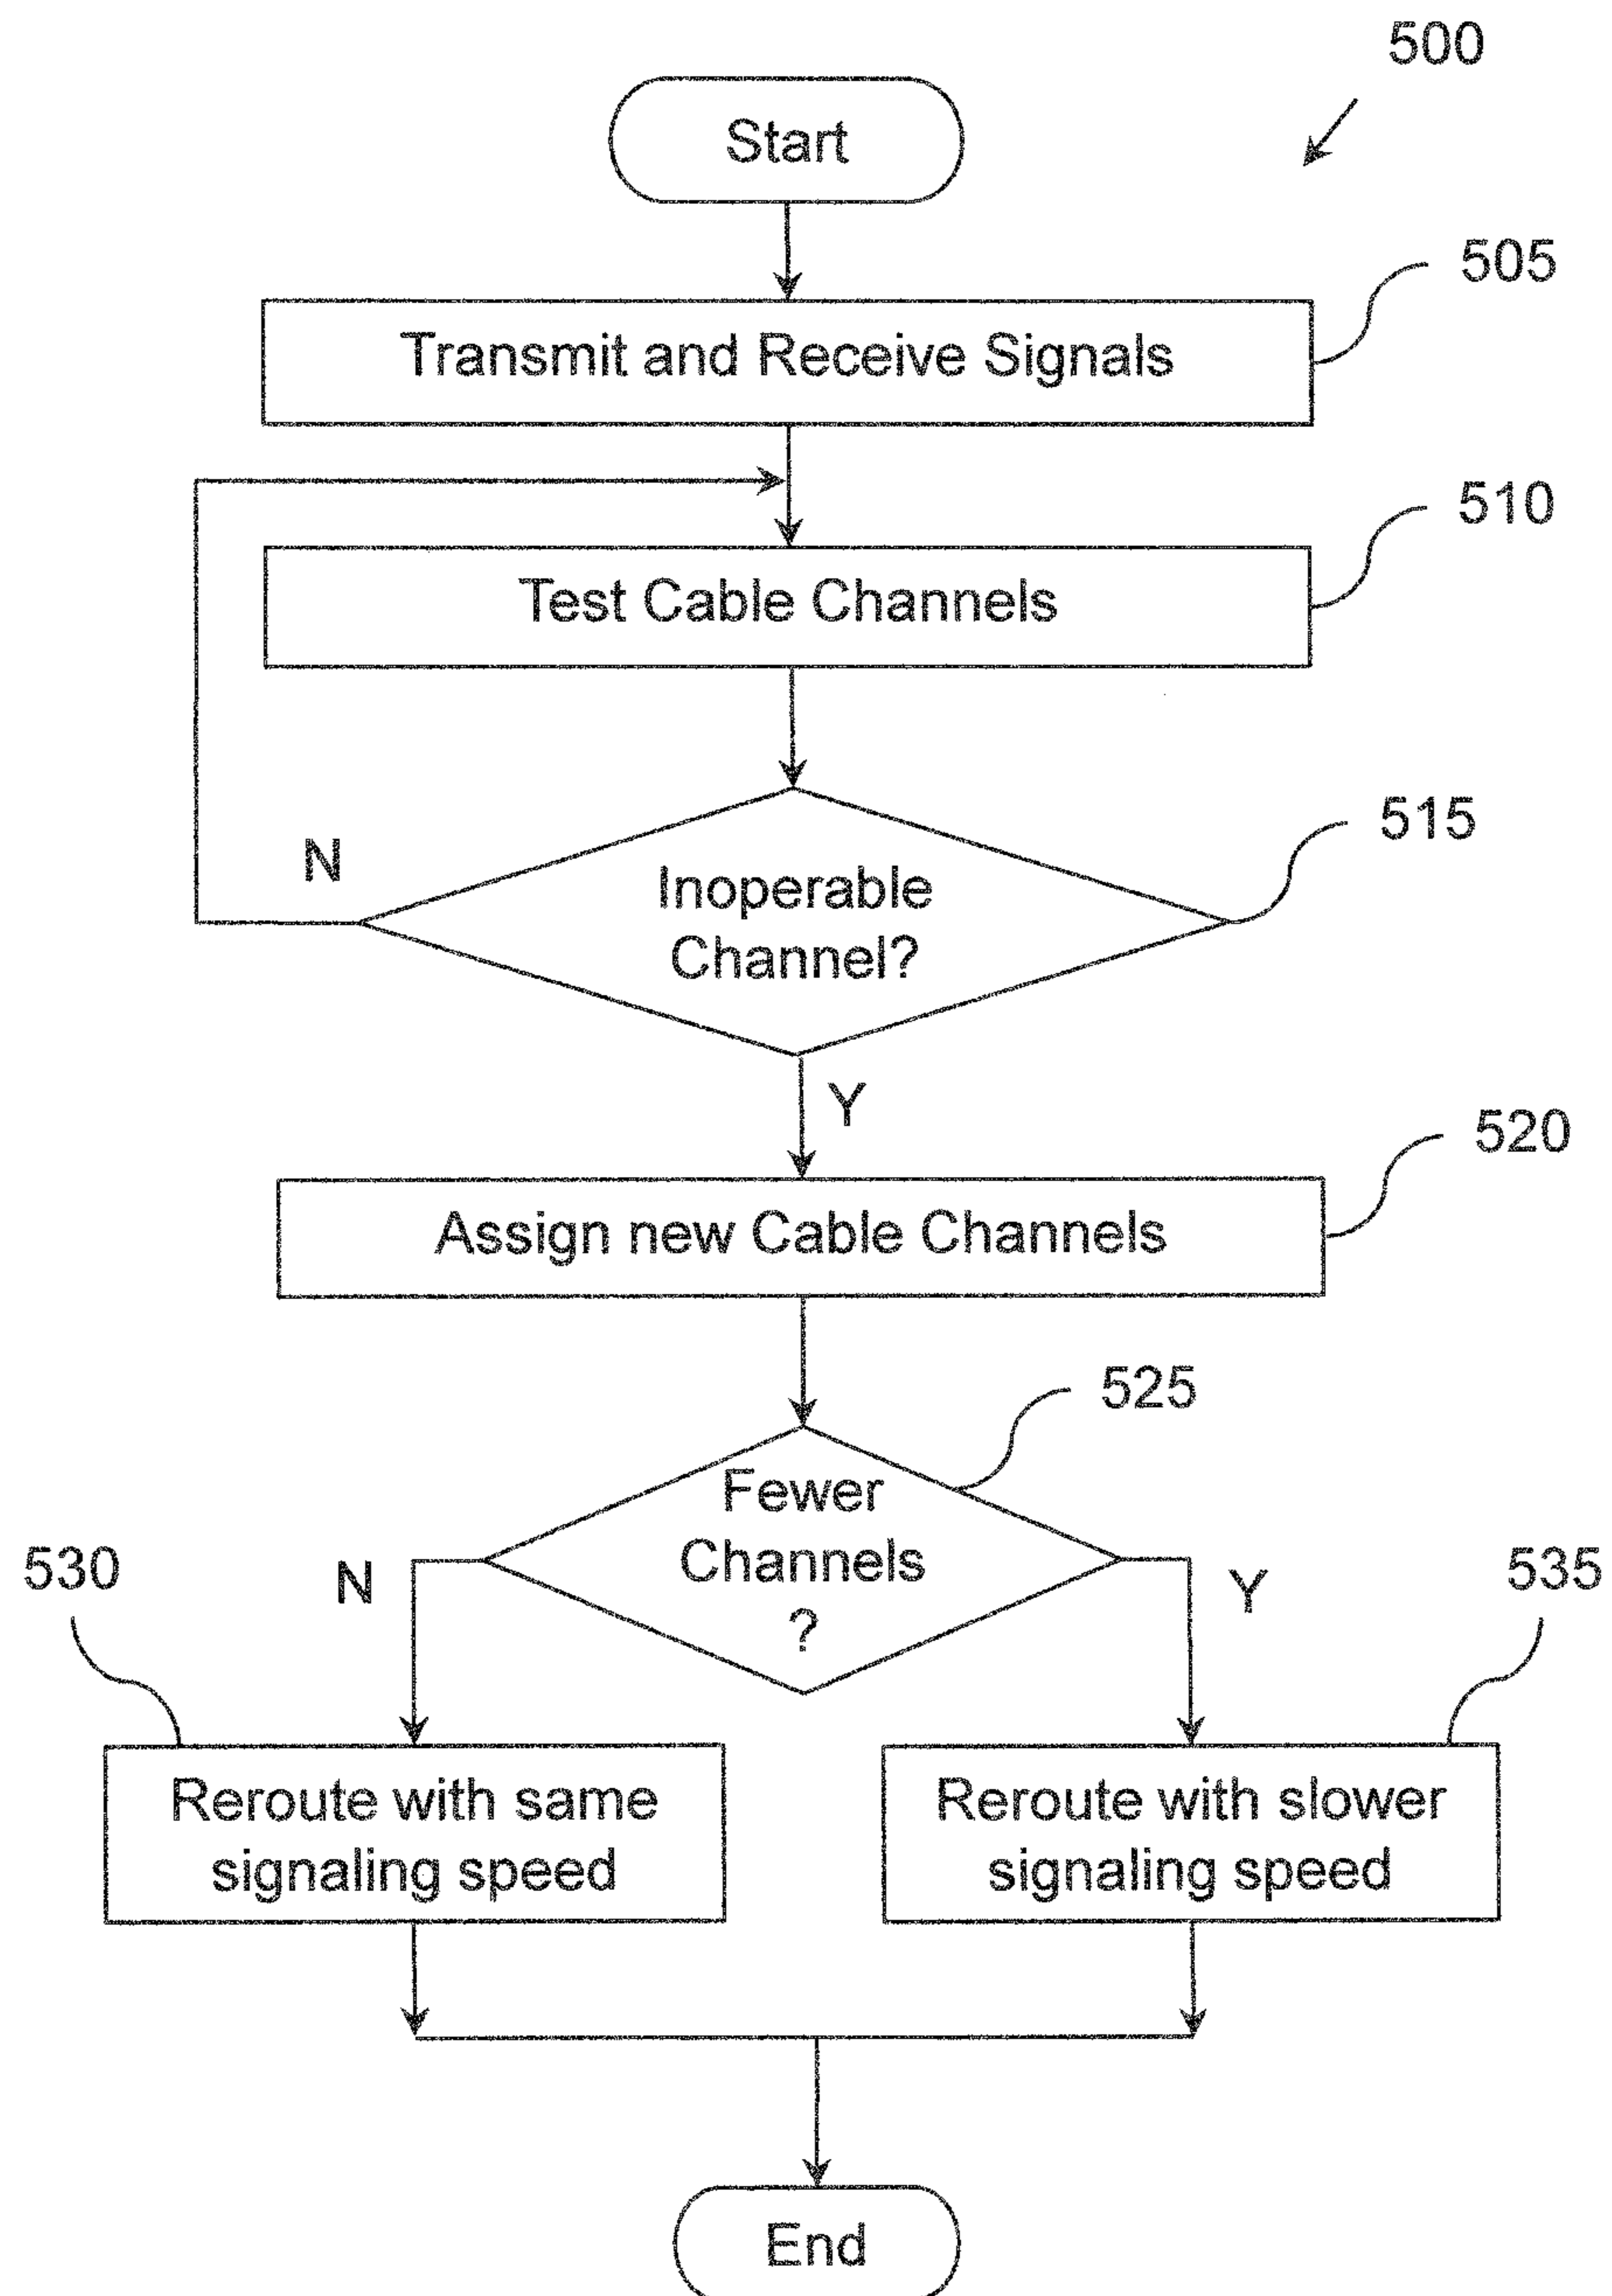 500
Start
505
Transmit and Receive Signals
510
Test Cable Channels
515
N
Inoperable
Channel?
Y
520
Assign new Cable Channels
525
Fewer
Channels
?
530
N
Y
535
Reroute with same
signaling speed
Reroute with slower
signaling speed
End